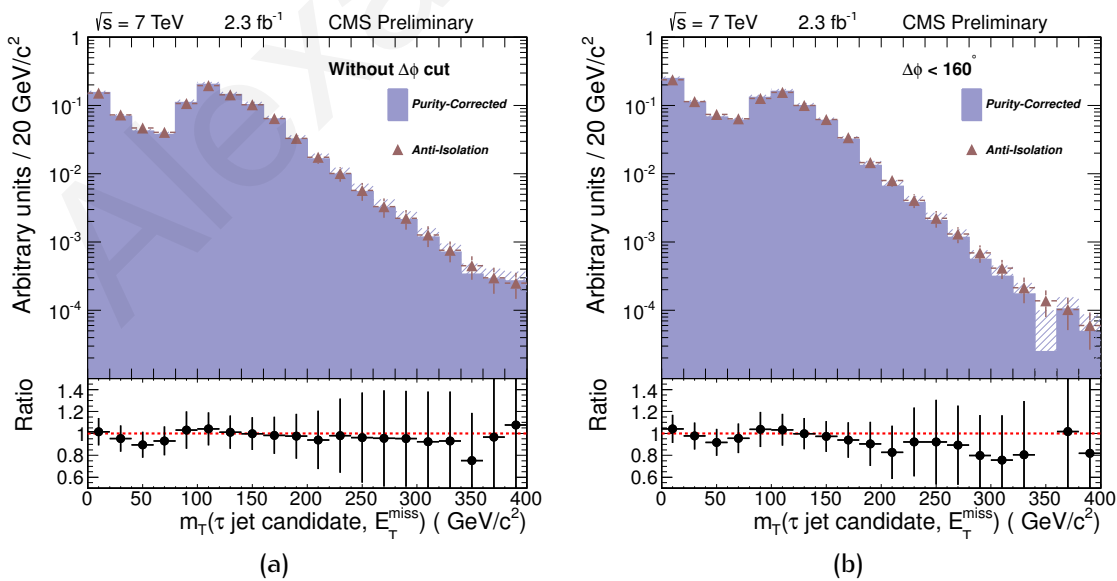 √s = 7 TeV 2.3 fb⁻¹ CMS Preliminary
Arbitrary units / 20 GeV/c²
1
10⁻¹
10⁻²
10⁻³
10⁻⁴
Without Δϕ cut
Purity-Corrected
Anti-Isolation
Ratio
1.4
1.2
1
0.8
0.6
0 50 100 150 200 250 300 350 400
m_T(τ jet candidate, E_T^miss) ( GeV/c²)
(a)
√s = 7 TeV 2.3 fb⁻¹ CMS Preliminary
Arbitrary units / 20 GeV/c²
1
10⁻¹
10⁻²
10⁻³
10⁻⁴
Δϕ < 160°
Purity-Corrected
Anti-Isolation
Ratio
1.4
1.2
1
0.8
0.6
0 50 100 150 200 250 300 350 400
m_T(τ jet candidate, E_T^miss) ( GeV/c²)
(b)
Alexa